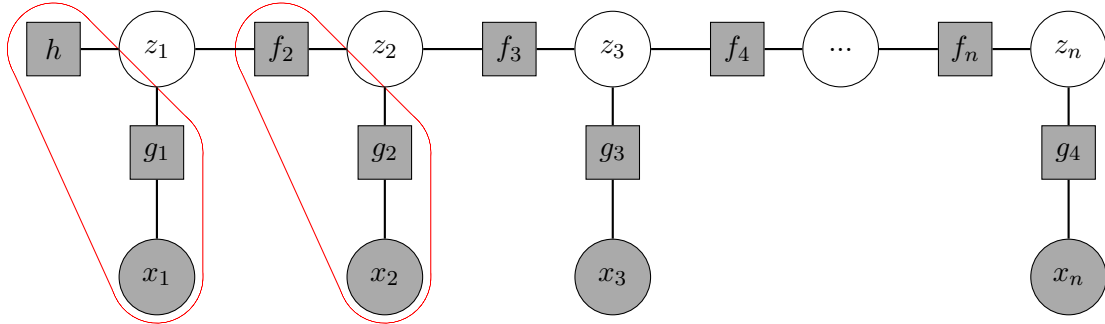 h z₁ f₂ z₂ f₃ z₃ f₄ ... fₙ zₙ
g₁ g₂ g₃ g₄
x₁ x₂ x₃ xₙ